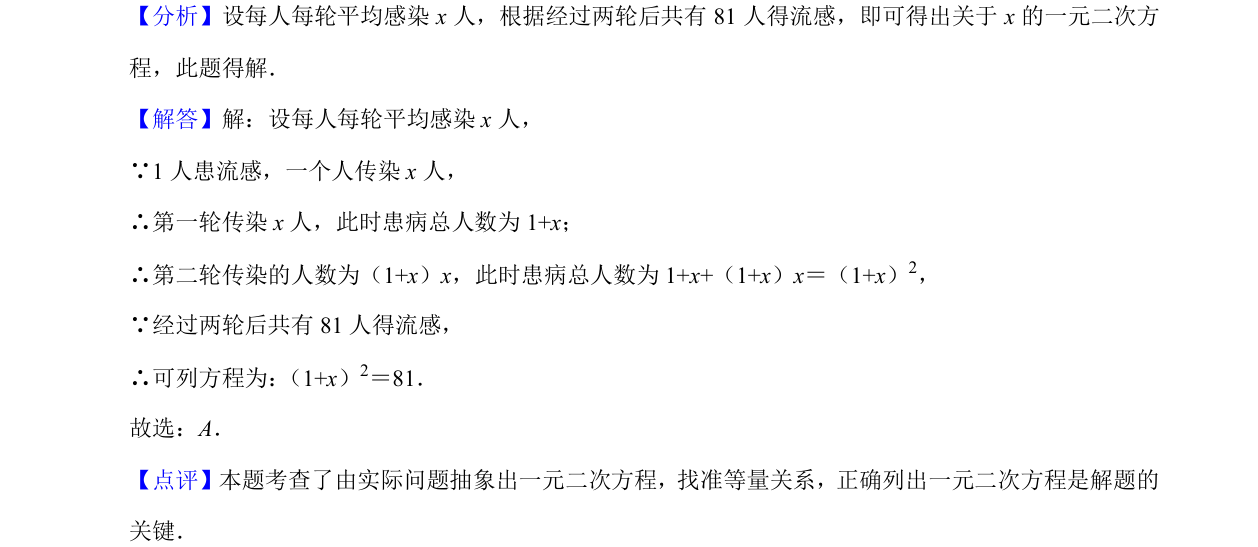 【分析】设每人每轮平均感染 x 人，根据经过两轮后共有 81 人得流感，即可得出关于 x 的一元二次方
程，此题得解．
【解答】解：设每人每轮平均感染 x 人，
∵1 人患流感，一个人传染 x 人，
∴第一轮传染 x 人，此时患病总人数为 1+x；
∴第二轮传染的人数为（1+x）x，此时患病总人数为 1+x+（1+x）x＝（1+x）²，
∵经过两轮后共有 81 人得流感，
∴可列方程为：（1+x）²＝81．
故选：A．
【点评】本题考查了由实际问题抽象出一元二次方程，找准等量关系，正确列出一元二次方程是解题的
关键．